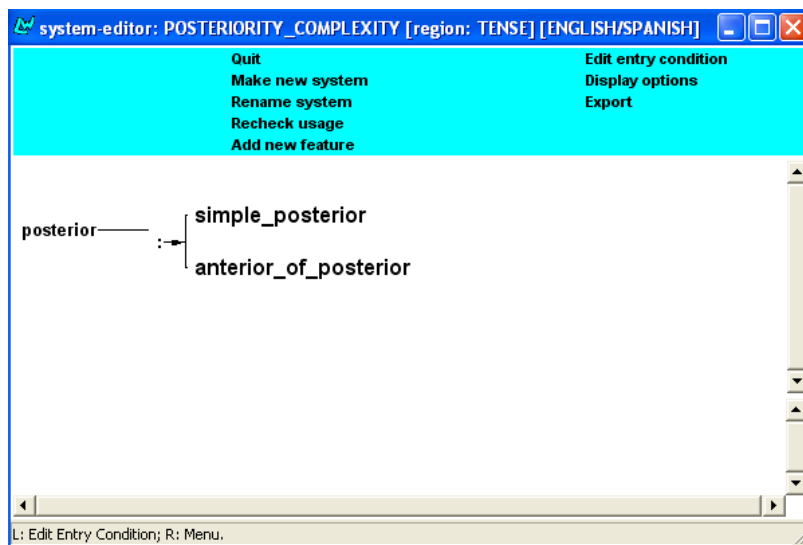 system-editor: POSTERIORITY_COMPLEXITY [region: TENSE] [ENGLISH/SPANISH]
Quit
Make new system
Rename system
Recheck usage
Add new feature
Edit entry condition
Display options
Export
simple_posterior
posterior
:
anterior_of_posterior
L: Edit Entry Condition; R: Menu.